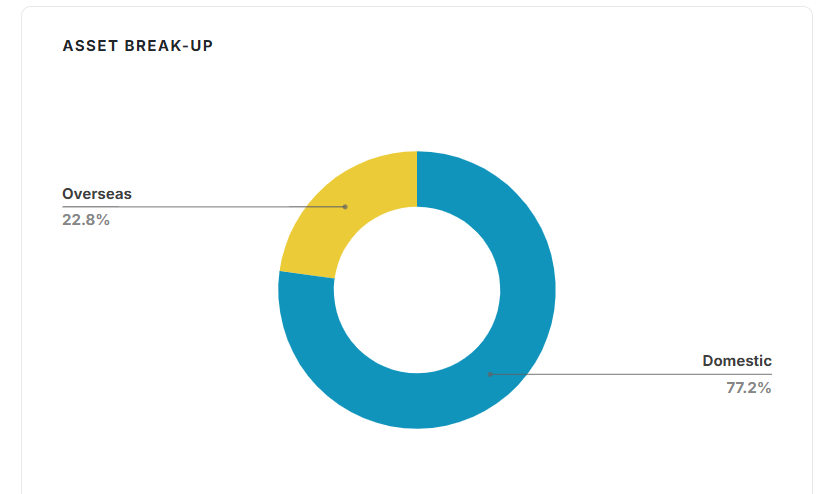 ASSET BREAK-UP
Overseas
22.8%
Domestic
77.2%